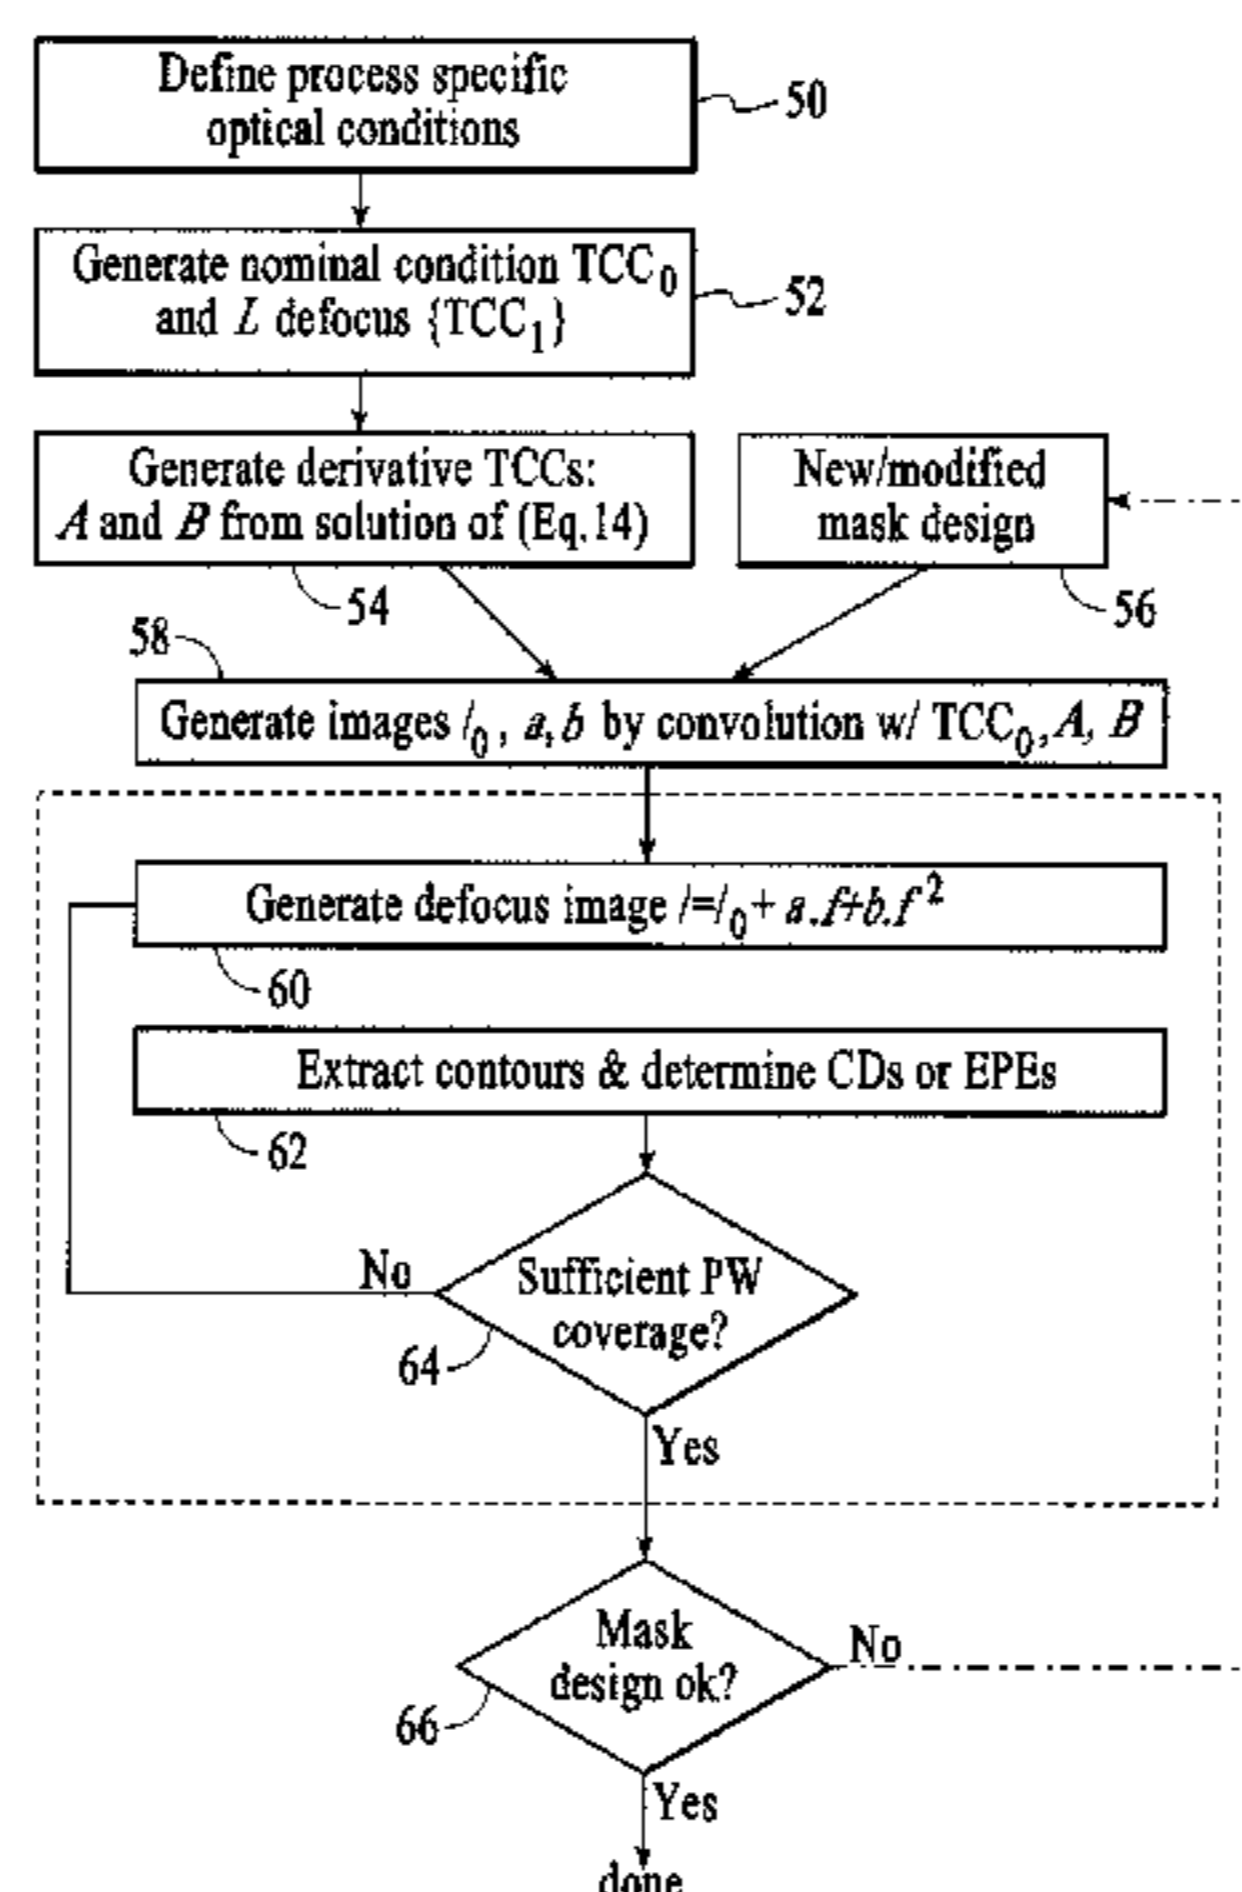 Define process specific
optical conditions
50
Generate nominal condition TCC₀
and L defocus {TCC₁}
52
Generate derivative TCCs:
A and B from solution of (Eq.14)
54
New/modified
mask design
56
58
Generate images I₀, a, b by convolution w/ TCC₀, A, B
Generate defocus image I=I₀+ a.f+b.f²
60
Extract contours & determine CDs or EPEs
62
Sufficient PW
coverage?
No
64
Yes
Mask
design ok?
No
66
Yes
done